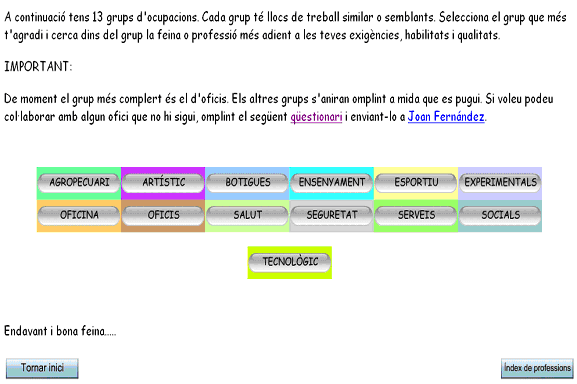 A continuació tens 13 grups d'ocupacions. Cada grup té llocs de treball similar o semblants. Selecciona el grup que més
t'agradi i cerca dins del grup la feina o professió més adient a les teves exigències, habilitats i qualitats.
IMPORTANT:
De moment el grup més complert és el d'oficis. Els altres grups s'aniran omplint a mida que es pugui. Si voleu podeu
col·laborar amb algun ofici que no hi sigui, omplint el següent qüestionari i enviant-lo a Joan Fernández.
AGROPECUARI ARTÍSTIC BOTIGUES ENSENYAMENT ESPORTIU EXPERIMENTALS
OFICINA OFICIS SALUT SEGURETAT SERVEIS SOCIALS
TECNOLÒGIC
Endavant i bona feina.....
Tornar inici Índex de professions